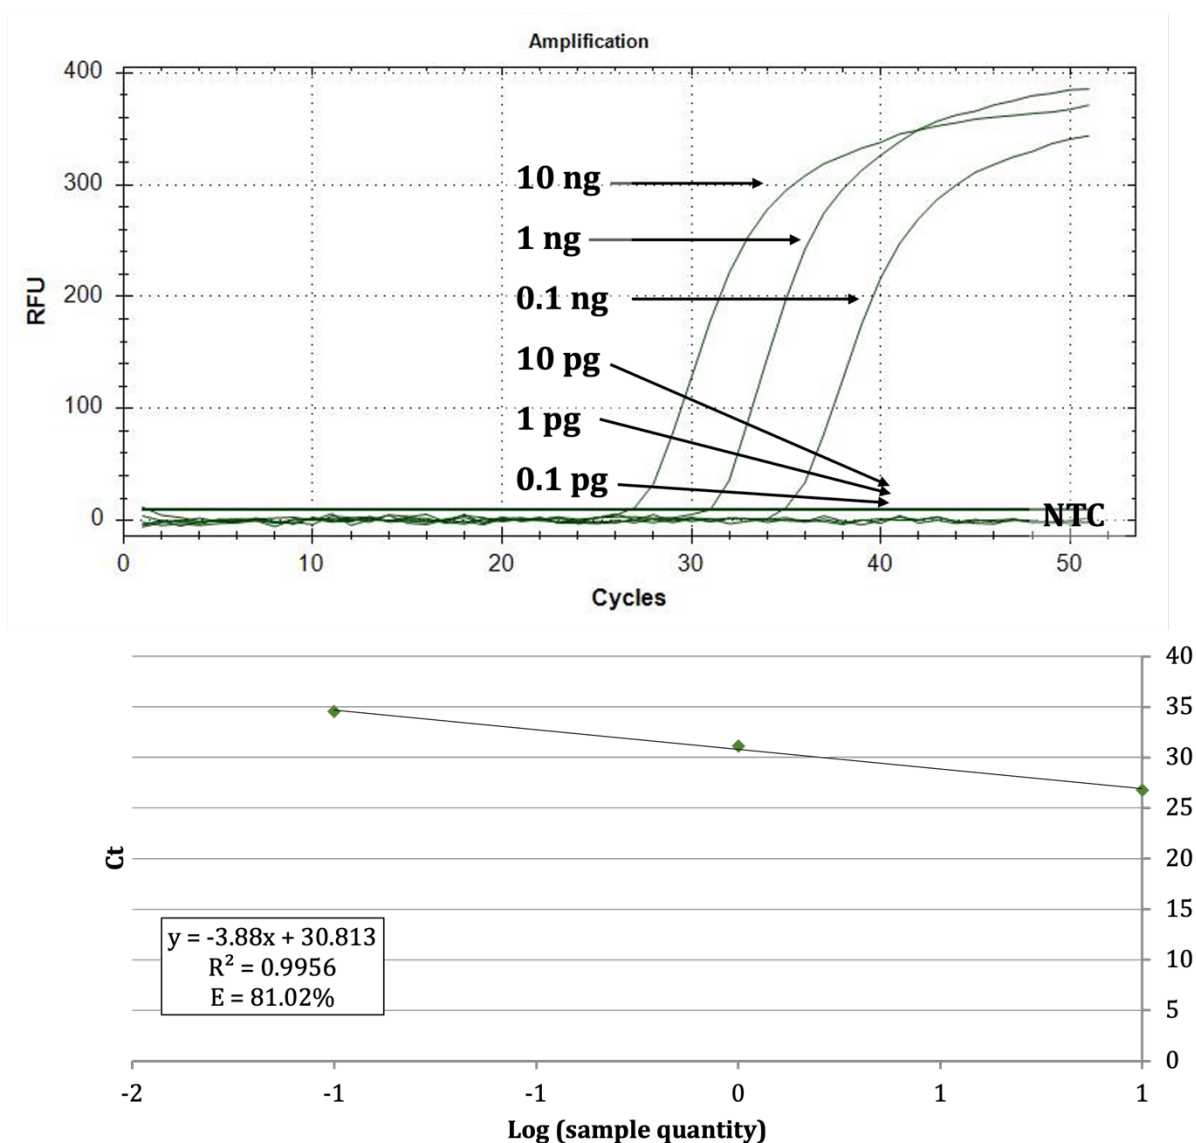 Amplification
400
300
200
100
0
RFU
10 ng
1 ng
0.1 ng
10 pg
1 pg
0.1 pg
NTC
0 10 20 30 40 50
Cycles
40
35
30
25
20
15
10
5
0
Ct
y = -3.88x + 30.813
R² = 0.9956
E = 81.02%
-2 -1 -1 0 1 1
Log (sample quantity)